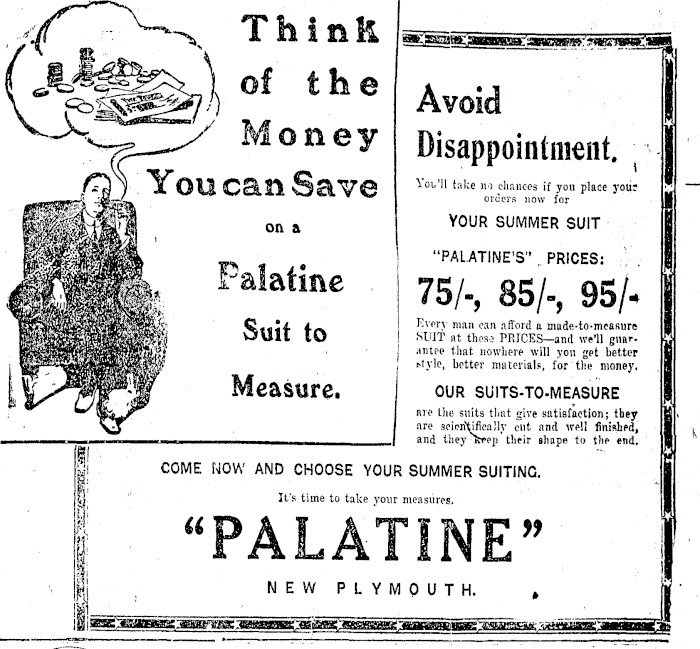 Think
of the
Money
You can Save
on a
Palatine
Suit to
Measure.
Avoid
Disappointment.
You'll take no chances if you place your
orders now for
YOUR SUMMER SUIT
"PALATINE'S" PRICES:
75/-, 85/-, 95/-
Every man can afford a made-to-measure
SUIT at these PRICES—and we'll guar-
antee that nowhere will you get better
style, better materials, for the money.
OUR SUITS-TO-MEASURE
are the suits that give satisfaction; they
are scientifically cut and well finished,
and they keep their shape to the end.
COME NOW AND CHOOSE YOUR SUMMER SUITING.
It's time to take your measures.
"PALATINE"
NEW PLYMOUTH.